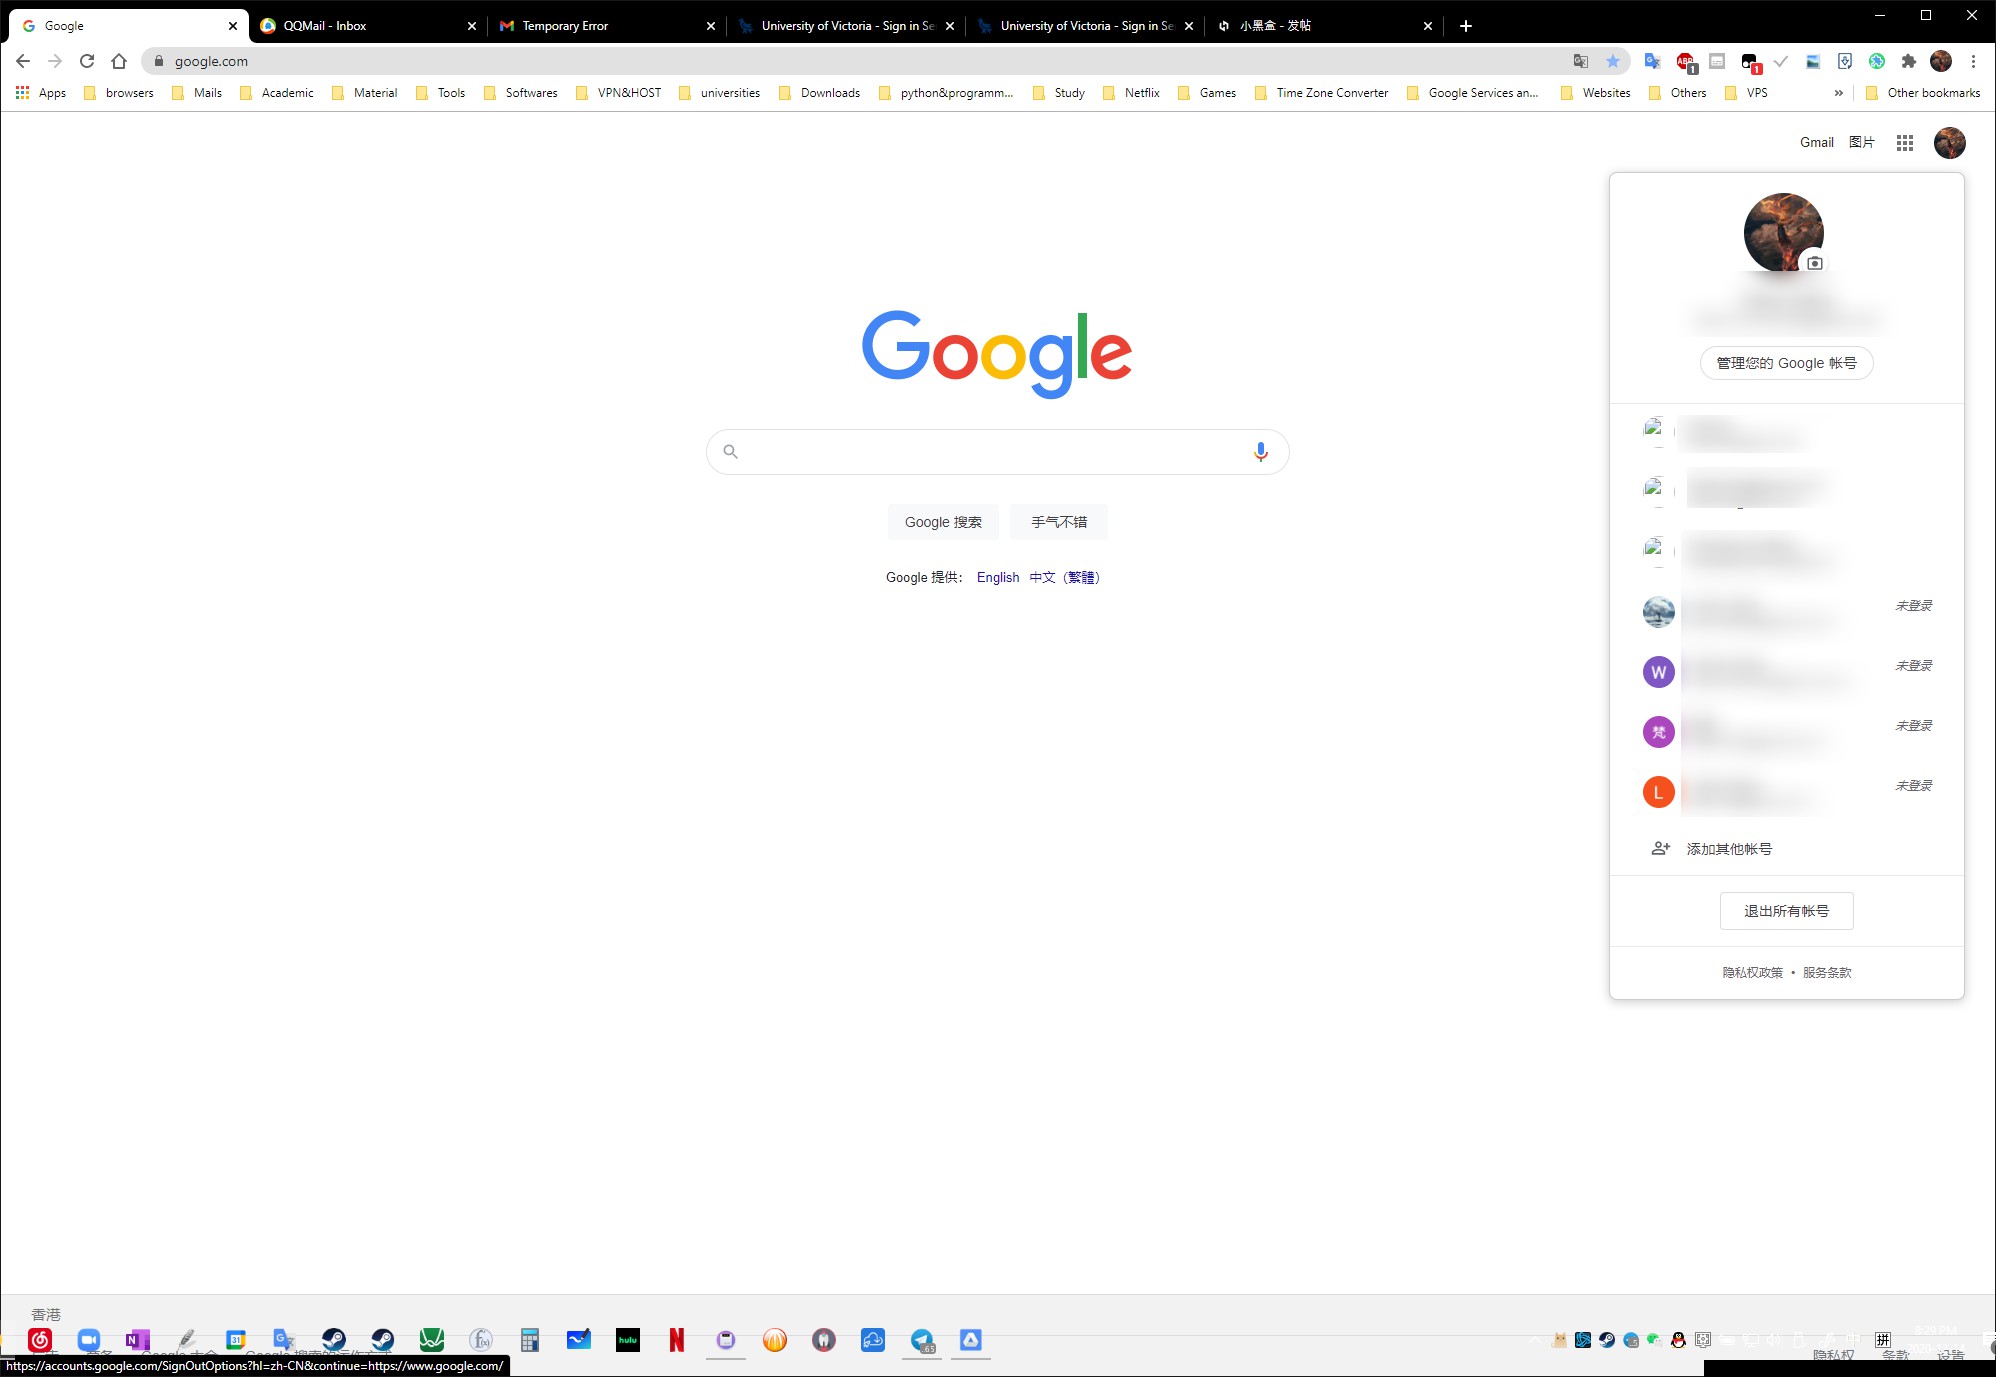 Google
QQMail - Inbox
Temporary Error
University of Victoria - Sign in Se
University of Victoria - Sign in Se
小黑盒 - 发帖
google.com
ABP
1
1
Apps
browsers
Mails
Academic
Material
Tools
Softwares
VPN&HOST
universities
Downloads
python&programm...
Study
Netflix
Games
Time Zone Converter
Google Services an...
Websites
Others
VPS
»
Other bookmarks
Gmail
图片
管理您的 Google 帐号
Google
Google 搜索
手气不错
Google 提供：
English
中文（繁體）
未登录
W
未登录
梵
未登录
L
未登录
添加其他帐号
退出所有帐号
隐私权政策 • 服务条款
香港
31
hulu
65
拼
隐私权
条款
设置
https://accounts.google.com/SignOutOptions?hl=zh-CN&continue=https://www.google.com/